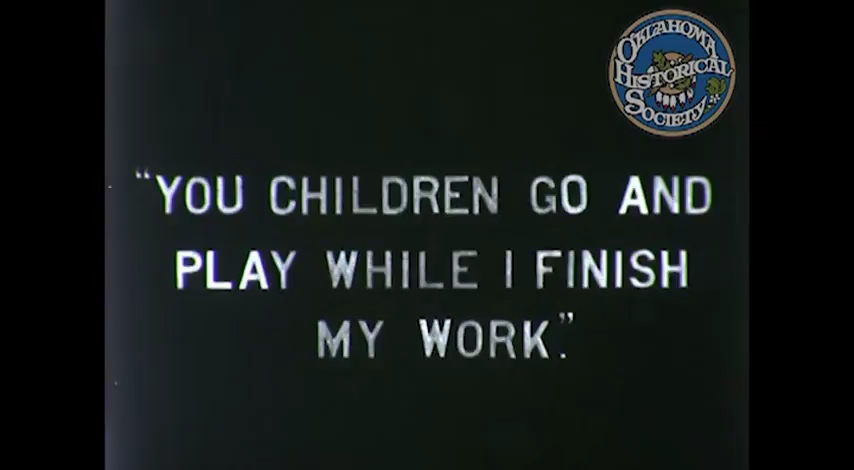 OKLAHOMA
HISTORICAL
SOCIETY
"YOU CHILDREN GO AND
PLAY WHILE I FINISH
MY WORK."